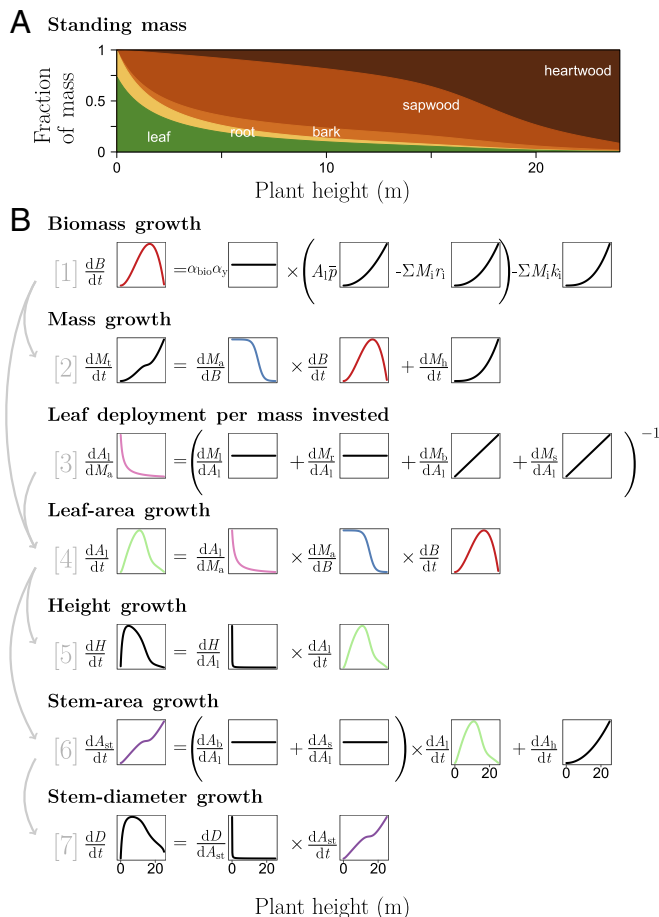 A Standing mass
Fraction of mass
1
0.5
0
heartwood
sapwood
leaf
root
bark
0 10 20
Plant height (m)
B Biomass growth
[1] dB/dt = α_bio α_y × ( A_l p̄ - ΣM_i r_i ) - ΣM_i k_i
Mass growth
[2] dM_t/dt = dM_a/dB × dB/dt + dM_h/dt
Leaf deployment per mass invested
[3] dA_l/dM_a = ( dM_l/dA_l + dM_r/dA_l + dM_b/dA_l + dM_s/dA_l )^−1
Leaf-area growth
[4] dA_l/dt = dA_l/dM_a × dM_a/dB × dB/dt
Height growth
[5] dH/dt = dH/dA_l × dA_l/dt
Stem-area growth
[6] dA_st/dt = ( dA_b/dA_l + dA_s/dA_l ) × dA_l/dt + dA_h/dt
0 20 0 20
Stem-diameter growth
[7] dD/dt = dD/dA_st × dA_st/dt
0 20 0 20 0 20
Plant height (m)